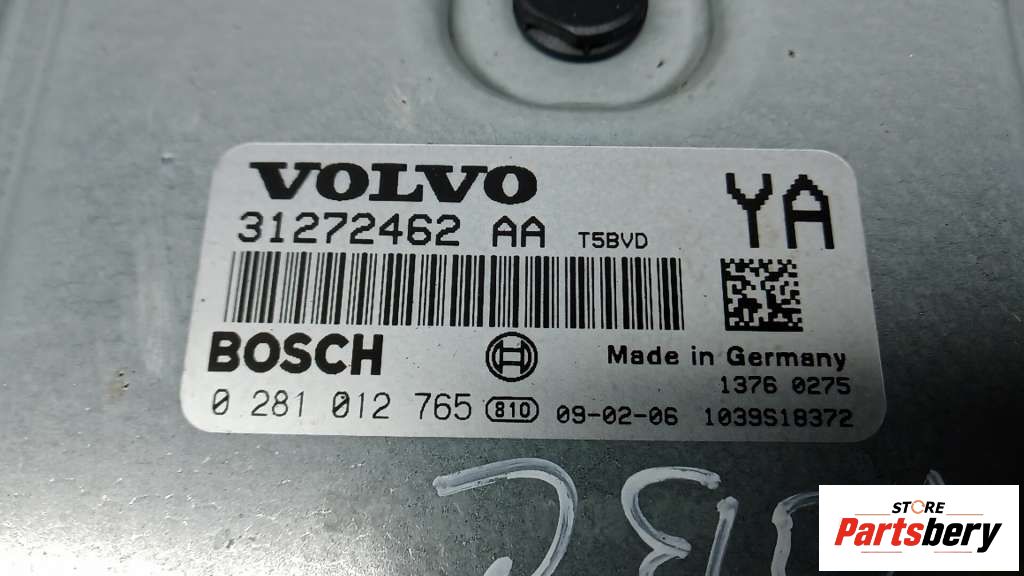 VOLVO
31272462 AA T5BVD
YA
BOSCH
Made in Germany
1376 0275
0 281 012 765 810 09-02-06 1039S18372
STORE
Partsbery